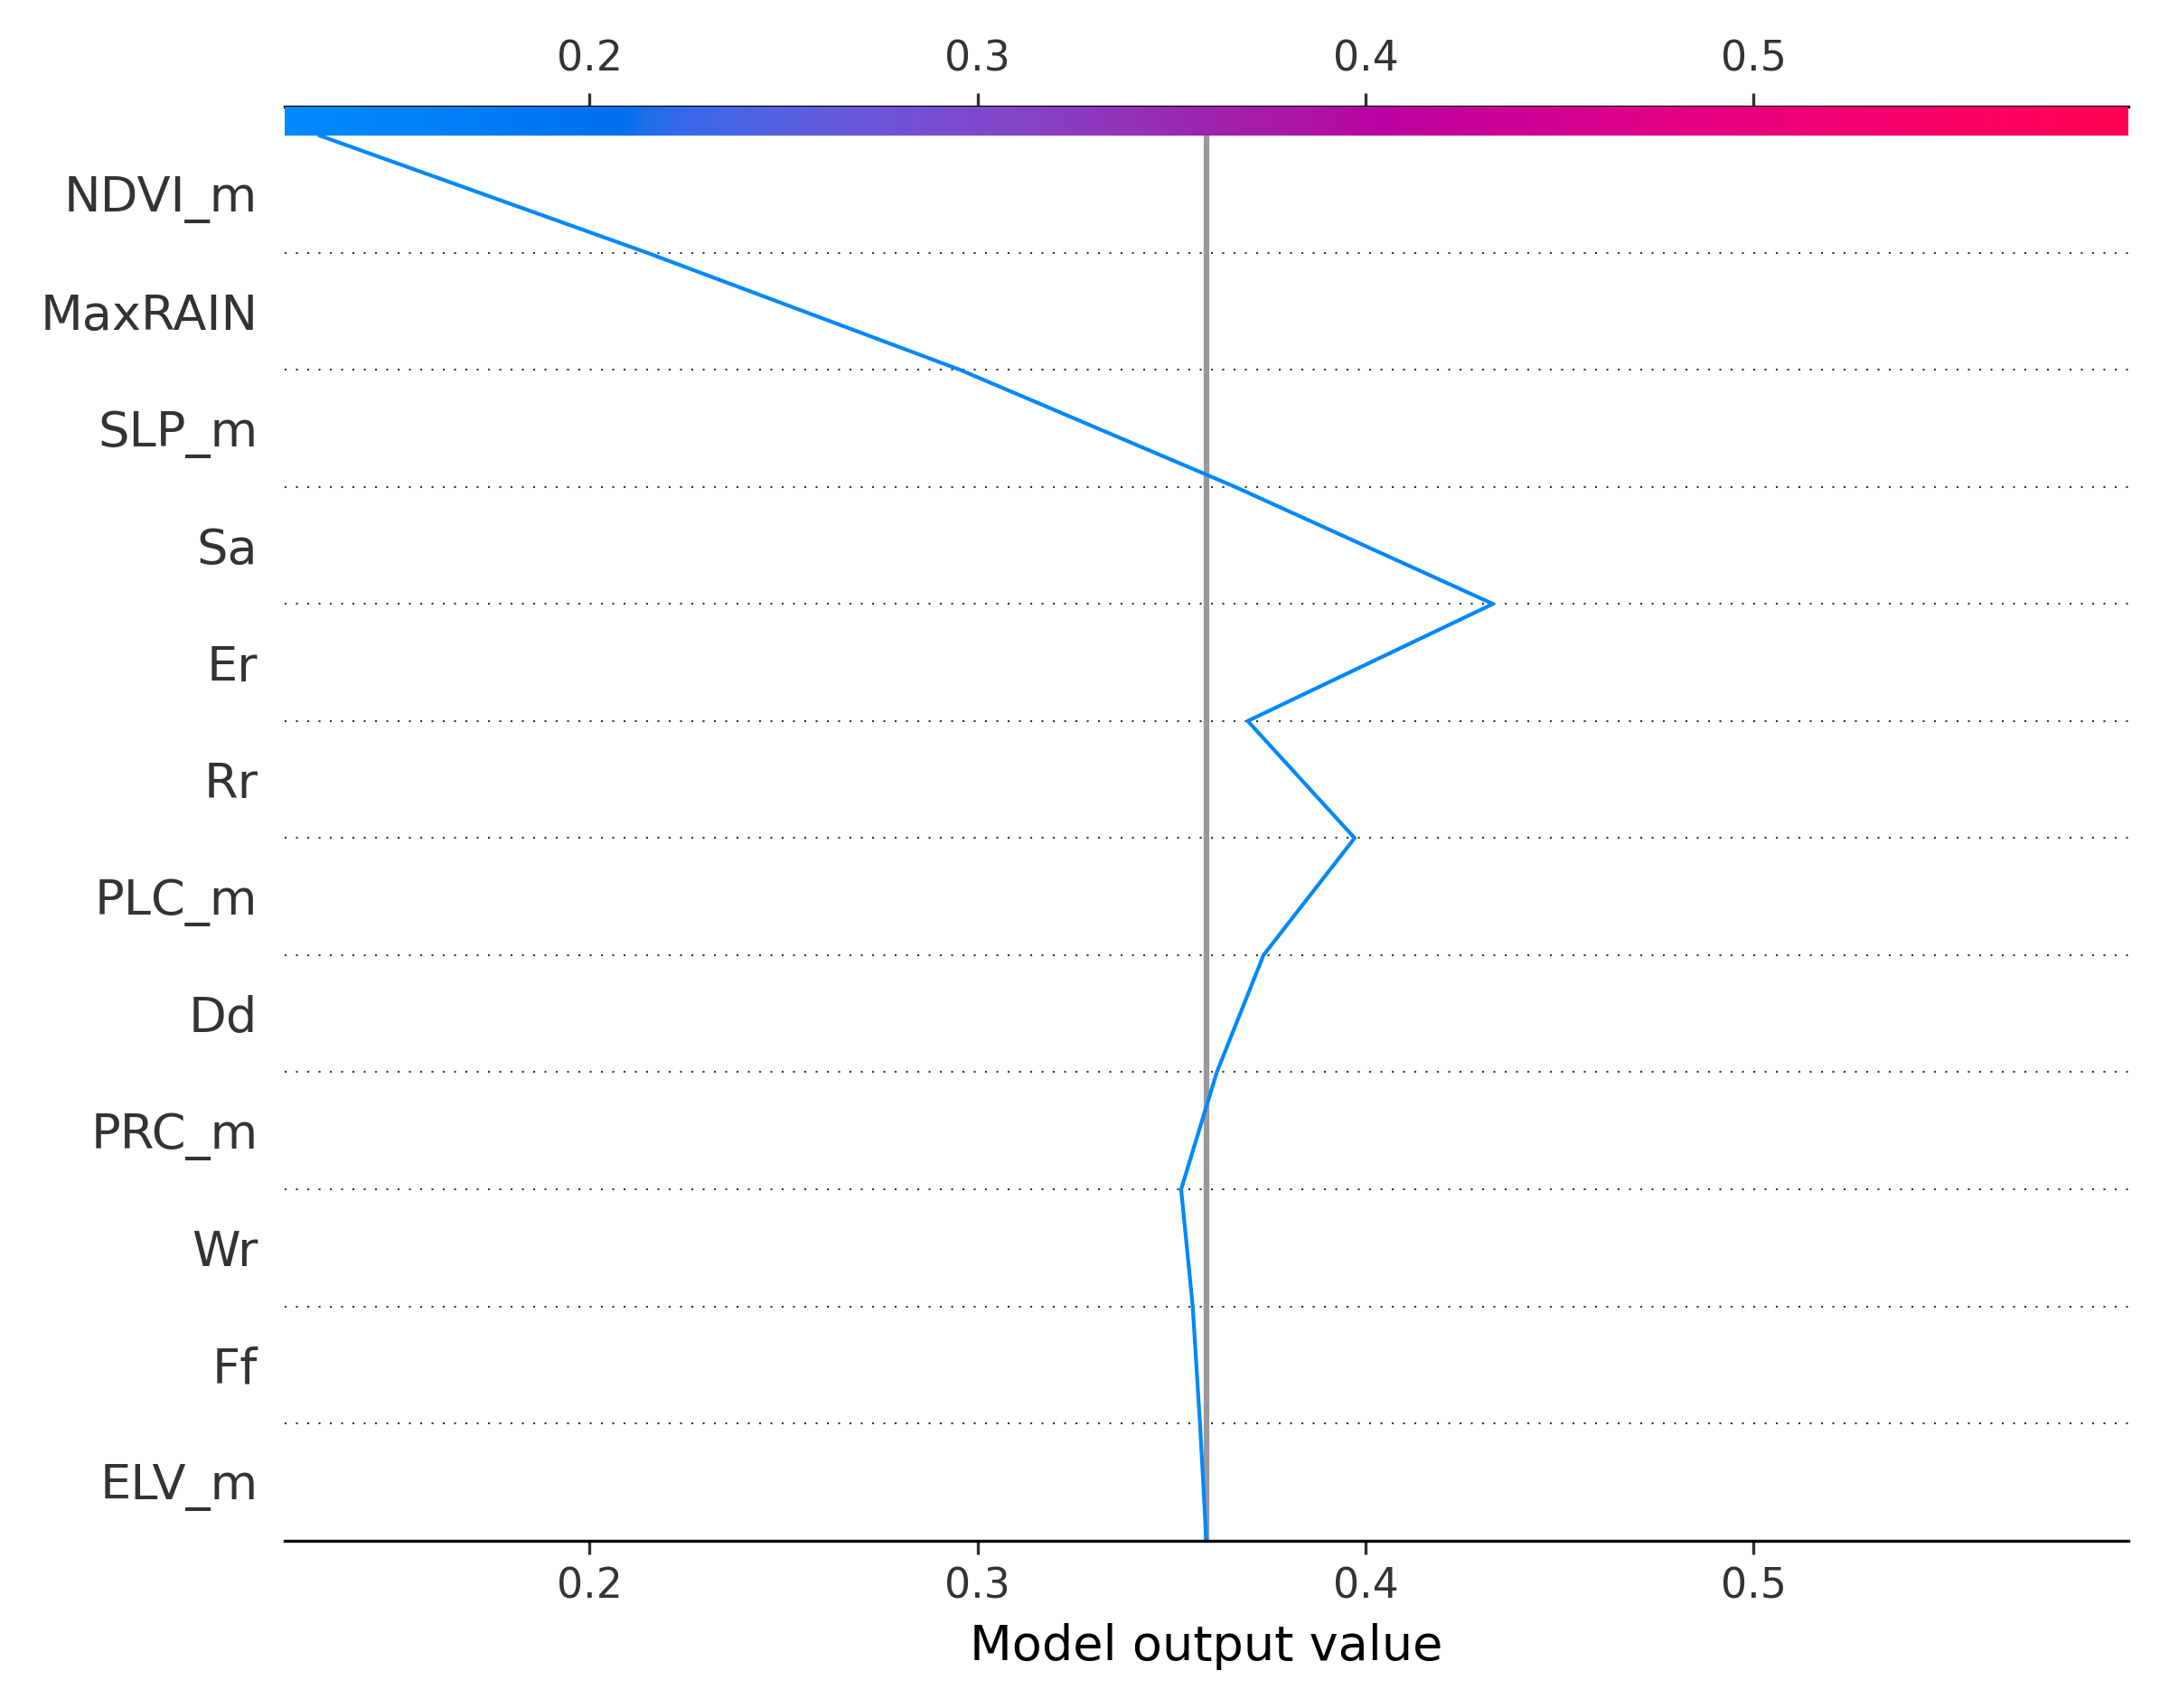 0.2 0.3 0.4 0.5
NDVI_m
MaxRAIN
SLP_m
Sa
Er
Rr
PLC_m
Dd
PRC_m
Wr
Ff
ELV_m
0.2 0.3 0.4 0.5
Model output value